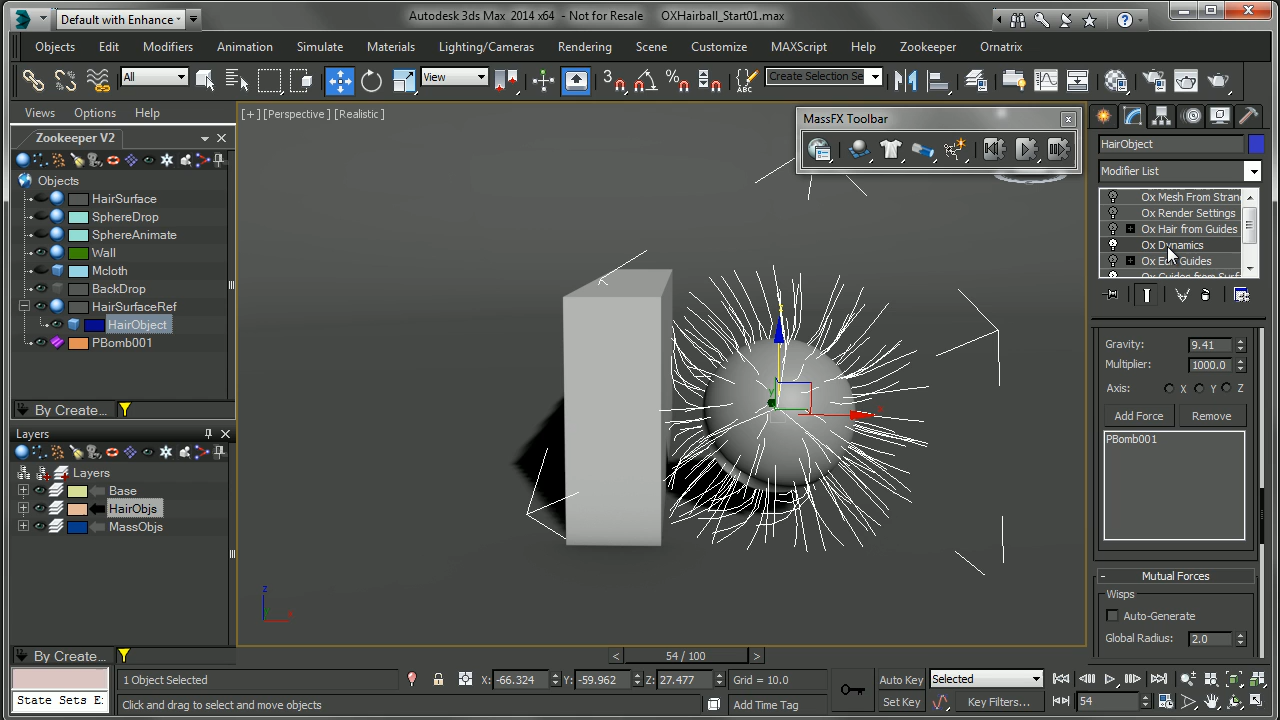 Default with Enhance
Autodesk 3ds Max 2014 x64 - Not for Resale OXHairball_Start01.max
Objects Edit Modifiers Animation Simulate Materials Lighting/Cameras Rendering Scene Customize MAXScript Help Zookeeper Ornatrix
All View 3 % ABC Create Selection Se
Views Options Help
[+] [Perspective] [Realistic]
MassFX Toolbar
Zookeeper V2
HairObject
Modifier List
Objects
HairSurface
SphereDrop
SphereAnimate
Wall
Mcloth
BackDrop
HairSurfaceRef
HairObject
PBomb001
Ox Mesh From Stran
Ox Render Settings
Ox Hair from Guides
Ox Dynamics
Ox Edit Guides
Ox Guides from Surf
Gravity: 9.41
Multiplier: 1000.0
Axis: X Y Z
Add Force Remove
PBomb001
By Create...
Layers
Layers
Base
HairObjs
MassObjs
Mutual Forces
Wisps
Auto-Generate
Global Radius: 2.0
z
By Create...
< 54 / 100 >
1 Object Selected X: -66.324 Y: -59.962 Z: 27.477 Grid = 10.0 Auto Key Selected
State Sets E: Click and drag to select and move objects Add Time Tag Set Key Key Filters... 54